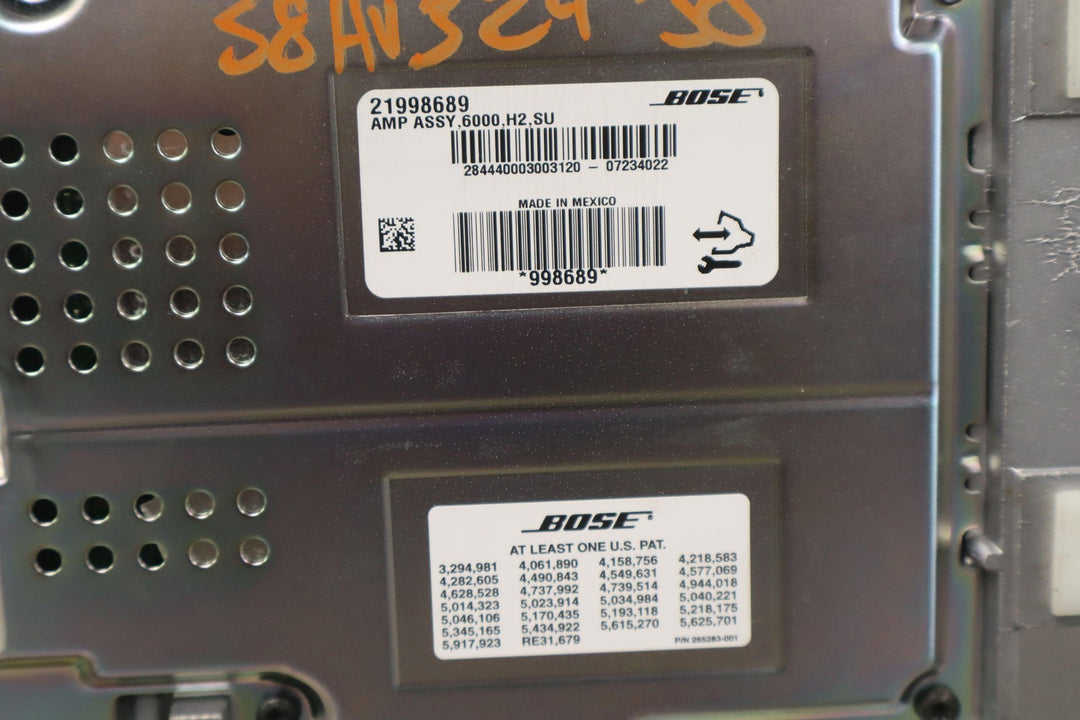 S8AV324 S8
21998689
BOSE
AMP ASSY,6000,H2,SU
284440003003120 - 07234022
MADE IN MEXICO
*998689*
BOSE®
AT LEAST ONE U.S. PAT.
3,294,981 4,061,890 4,158,756 4,218,583
4,282,605 4,490,843 4,549,631 4,577,069
4,628,528 4,737,992 4,739,514 4,944,018
5,014,323 5,023,914 5,034,984 5,040,221
5,046,106 5,170,435 5,193,118 5,218,175
5,345,165 5,434,922 5,615,270 5,625,701
5,917,923 RE31,679 P/N 265283-001